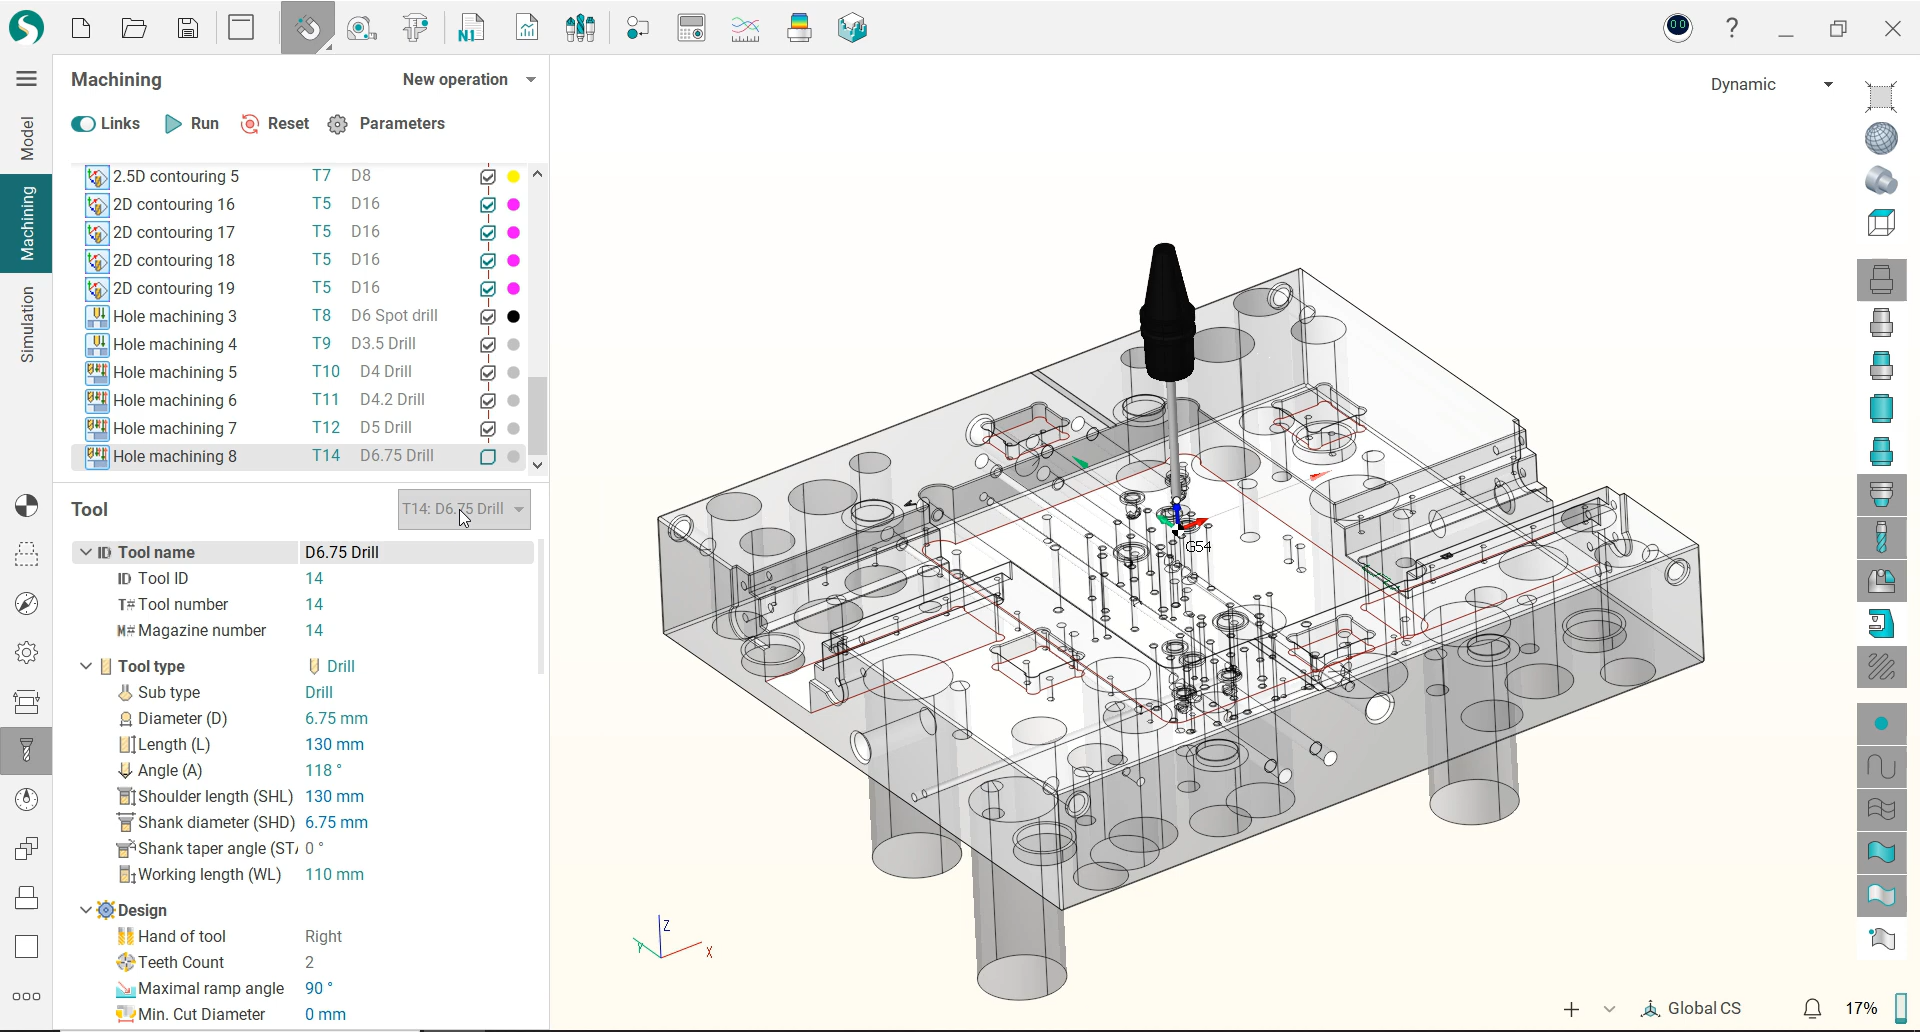 N1
?
Machining
New operation
Dynamic
Links
Run
Reset
Parameters
Model
Machining
Simulation
2.5D contouring 5 T7 D8
2D contouring 16 T5 D16
2D contouring 17 T5 D16
2D contouring 18 T5 D16
2D contouring 19 T5 D16
Hole machining 3 T8 D6 Spot drill
Hole machining 4 T9 D3.5 Drill
Hole machining 5 T10 D4 Drill
Hole machining 6 T11 D4.2 Drill
Hole machining 7 T12 D5 Drill
Hole machining 8 T14 D6.75 Drill
Tool
T14: D6.75 Drill
ID Tool name D6.75 Drill
ID Tool ID 14
T# Tool number 14
M# Magazine number 14
Tool type Drill
Sub type Drill
Diameter (D) 6.75 mm
Length (L) 130 mm
Angle (A) 118 °
Shoulder length (SHL) 130 mm
Shank diameter (SHD) 6.75 mm
Shank taper angle (ST/ 0 °
Working length (WL) 110 mm
Design
Hand of tool Right
Teeth Count 2
Maximal ramp angle 90 °
Min. Cut Diameter 0 mm
G54
Z
Y
X
Global CS
17%